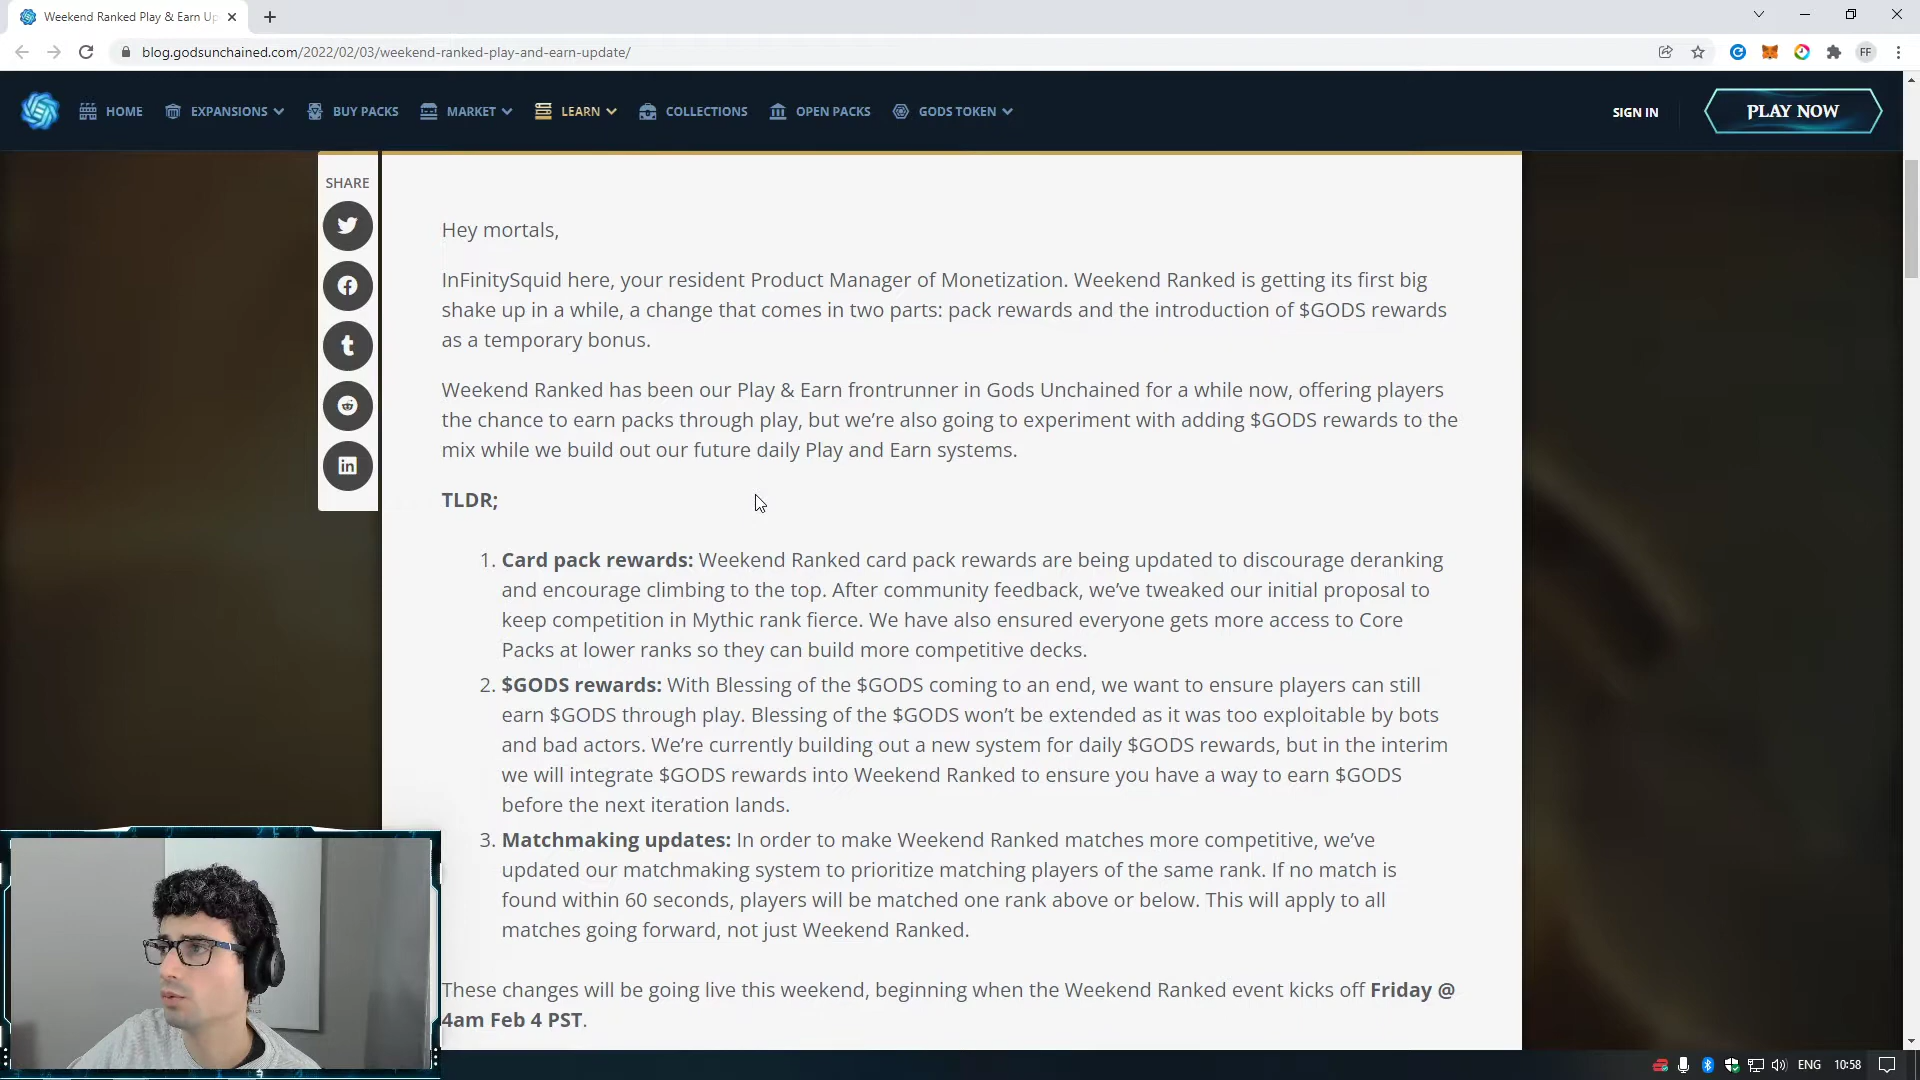 Weekend Ranked Play & Earn Up
blog.godsunchained.com/2022/02/03/weekend-ranked-play-and-earn-update/
FF
HOME
EXPANSIONS
BUY PACKS
MARKET
LEARN
COLLECTIONS
OPEN PACKS
GODS TOKEN
SIGN IN
PLAY NOW
SHARE
Hey mortals,
InFinitySquid here, your resident Product Manager of Monetization. Weekend Ranked is getting its first big
shake up in a while, a change that comes in two parts: pack rewards and the introduction of $GODS rewards
as a temporary bonus.
Weekend Ranked has been our Play & Earn frontrunner in Gods Unchained for a while now, offering players
the chance to earn packs through play, but we’re also going to experiment with adding $GODS rewards to the
mix while we build out our future daily Play and Earn systems.
TLDR;
1. Card pack rewards: Weekend Ranked card pack rewards are being updated to discourage deranking
and encourage climbing to the top. After community feedback, we’ve tweaked our initial proposal to
keep competition in Mythic rank fierce. We have also ensured everyone gets more access to Core
Packs at lower ranks so they can build more competitive decks.
2. $GODS rewards: With Blessing of the $GODS coming to an end, we want to ensure players can still
earn $GODS through play. Blessing of the $GODS won’t be extended as it was too exploitable by bots
and bad actors. We’re currently building out a new system for daily $GODS rewards, but in the interim
we will integrate $GODS rewards into Weekend Ranked to ensure you have a way to earn $GODS
before the next iteration lands.
3. Matchmaking updates: In order to make Weekend Ranked matches more competitive, we’ve
updated our matchmaking system to prioritize matching players of the same rank. If no match is
found within 60 seconds, players will be matched one rank above or below. This will apply to all
matches going forward, not just Weekend Ranked.
These changes will be going live this weekend, beginning when the Weekend Ranked event kicks off Friday @
4am Feb 4 PST.
ENG
10:58